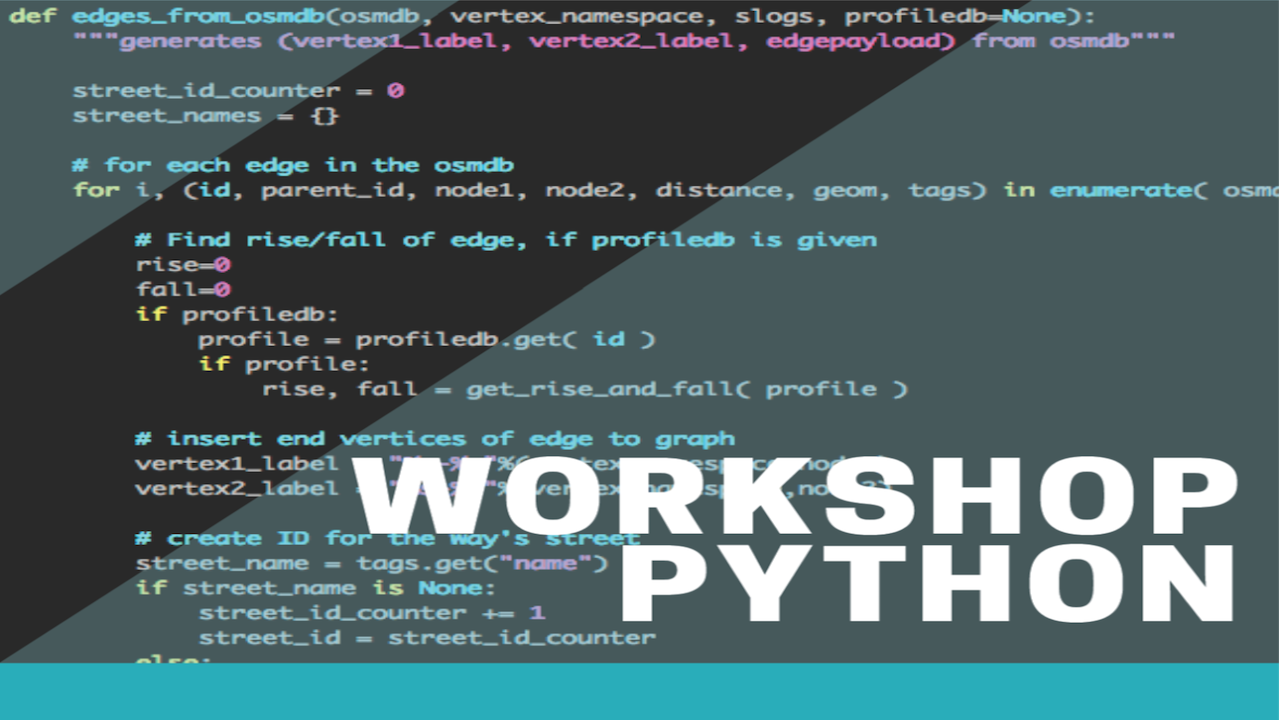 def edges_from_osmdb(osmdb, vertex_namespace, slogs, profiledb=None):
"""generates (vertex1_label, vertex2_label, edgepayload) from osmdb"""
street_id_counter = 0
street_names = {}
# for each edge in the osmdb
for i, (id, parent_id, node1, node2, distance, geom, tags) in enumerate(
# Find rise/fall of edge, if profiledb is given
rise=0
fall=0
if profiledb:
profile = profiledb.get( id )
if profile:
rise, fall = get_rise_and_fall( profile )
# insert end vertices of edge to graph
vertex1_label
vertex2_label
WORKSHOP
# create ID for the Way's street
street_name = tags.get("name")
PYTHON
if street_name is None:
street_id_counter += 1
street_id = street_id_counter
else: